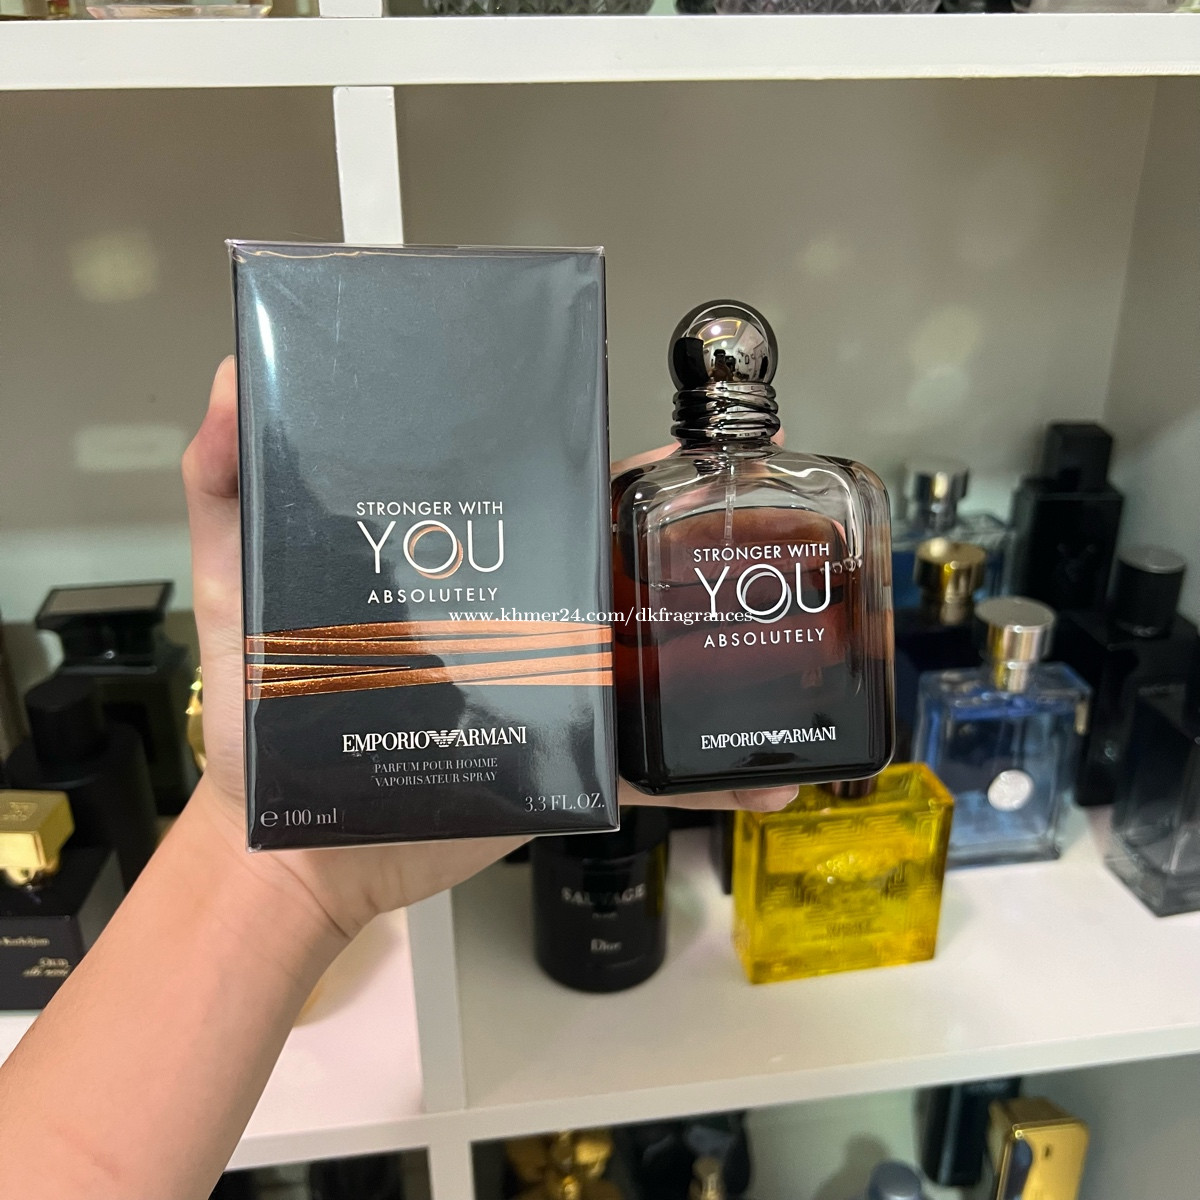 STRONGER WITH
YOU
ABSOLUTELY
EMPORIO ARMANI
PARFUM POUR HOMME
VAPORISATEUR SPRAY
℮ 100 ml
3.3 FL.OZ.
STRONGER WITH
YOU
ABSOLUTELY
EMPORIO ARMANI
www.khmer24.com/dkfragrances
SAUVAGE
Dior